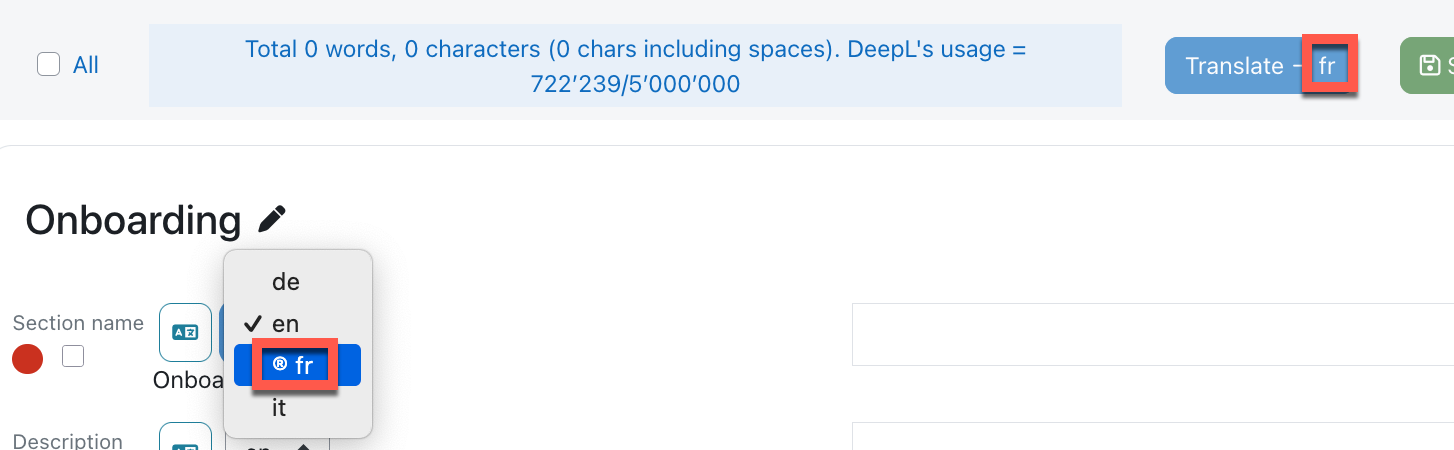 All
Total 0 words, 0 characters (0 chars including spaces). DeepL's usage =
722’239/5’000’000
Translate - fr
Onboarding
de
✓ en
® fr
it
Section name
Onboa
Description